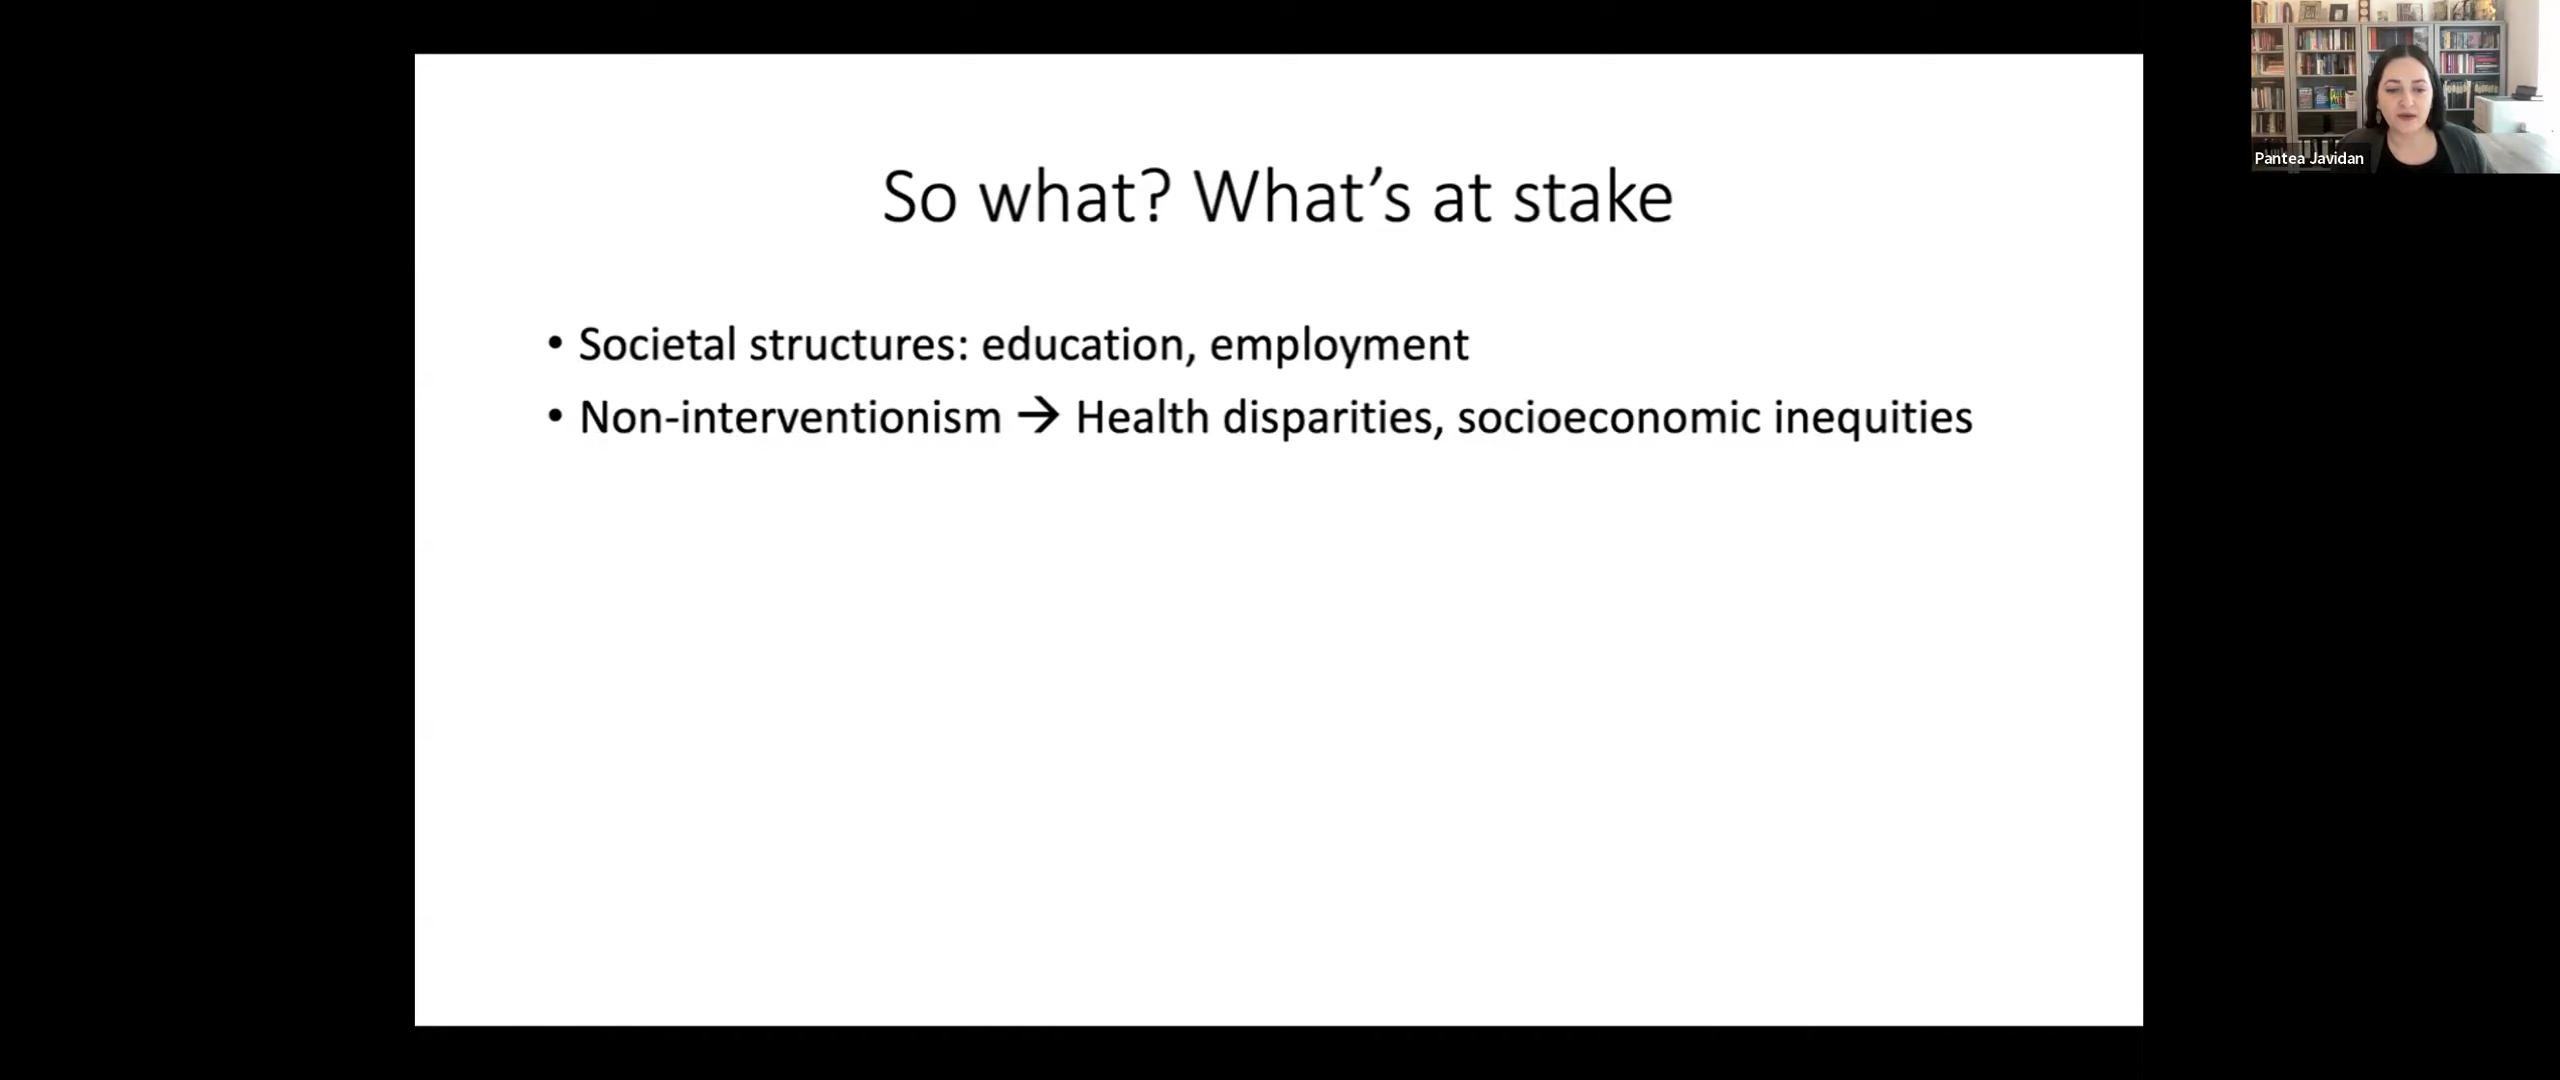 So what? What’s at stake
• Societal structures: education, employment
• Non-interventionism → Health disparities, socioeconomic inequities
Pantea Javidan